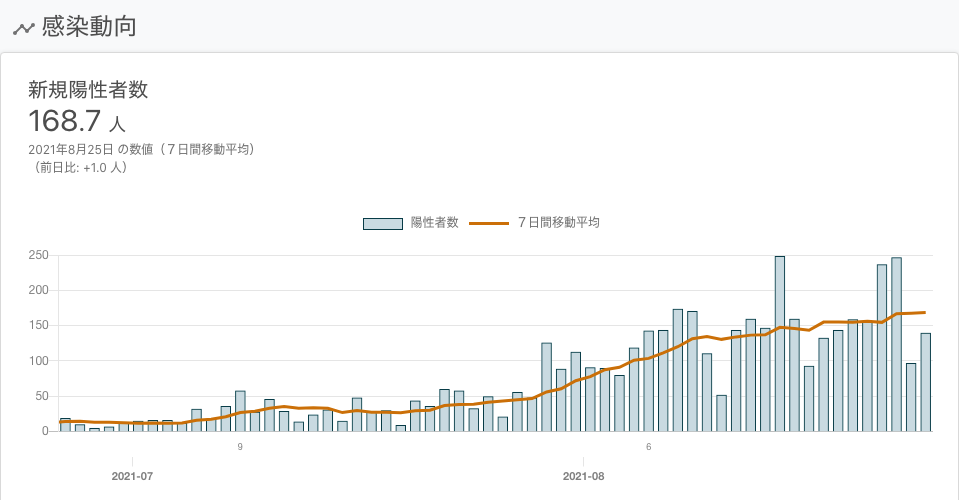 感染動向
新規陽性者数
168.7 人
2021年8月25日 の数値（７日間移動平均）
（前日比: +1.0 人）
陽性者数 ７日間移動平均
250
200
150
100
50
0
9 6
2021-07 2021-08